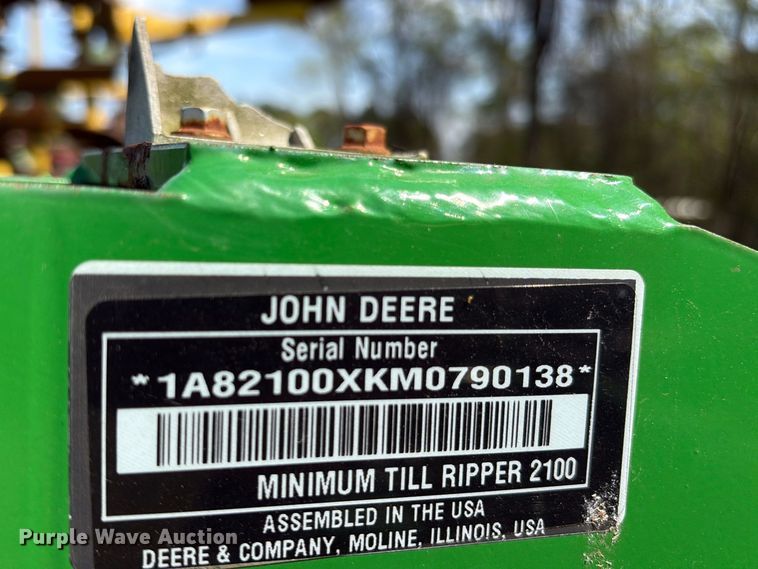 JOHN DEERE
Serial Number
*1A82100XKM0790138*
MINIMUM TILL RIPPER 2100
ASSEMBLED IN THE USA
DEERE & COMPANY, MOLINE, ILLINOIS, USA
Purple Wave Auction